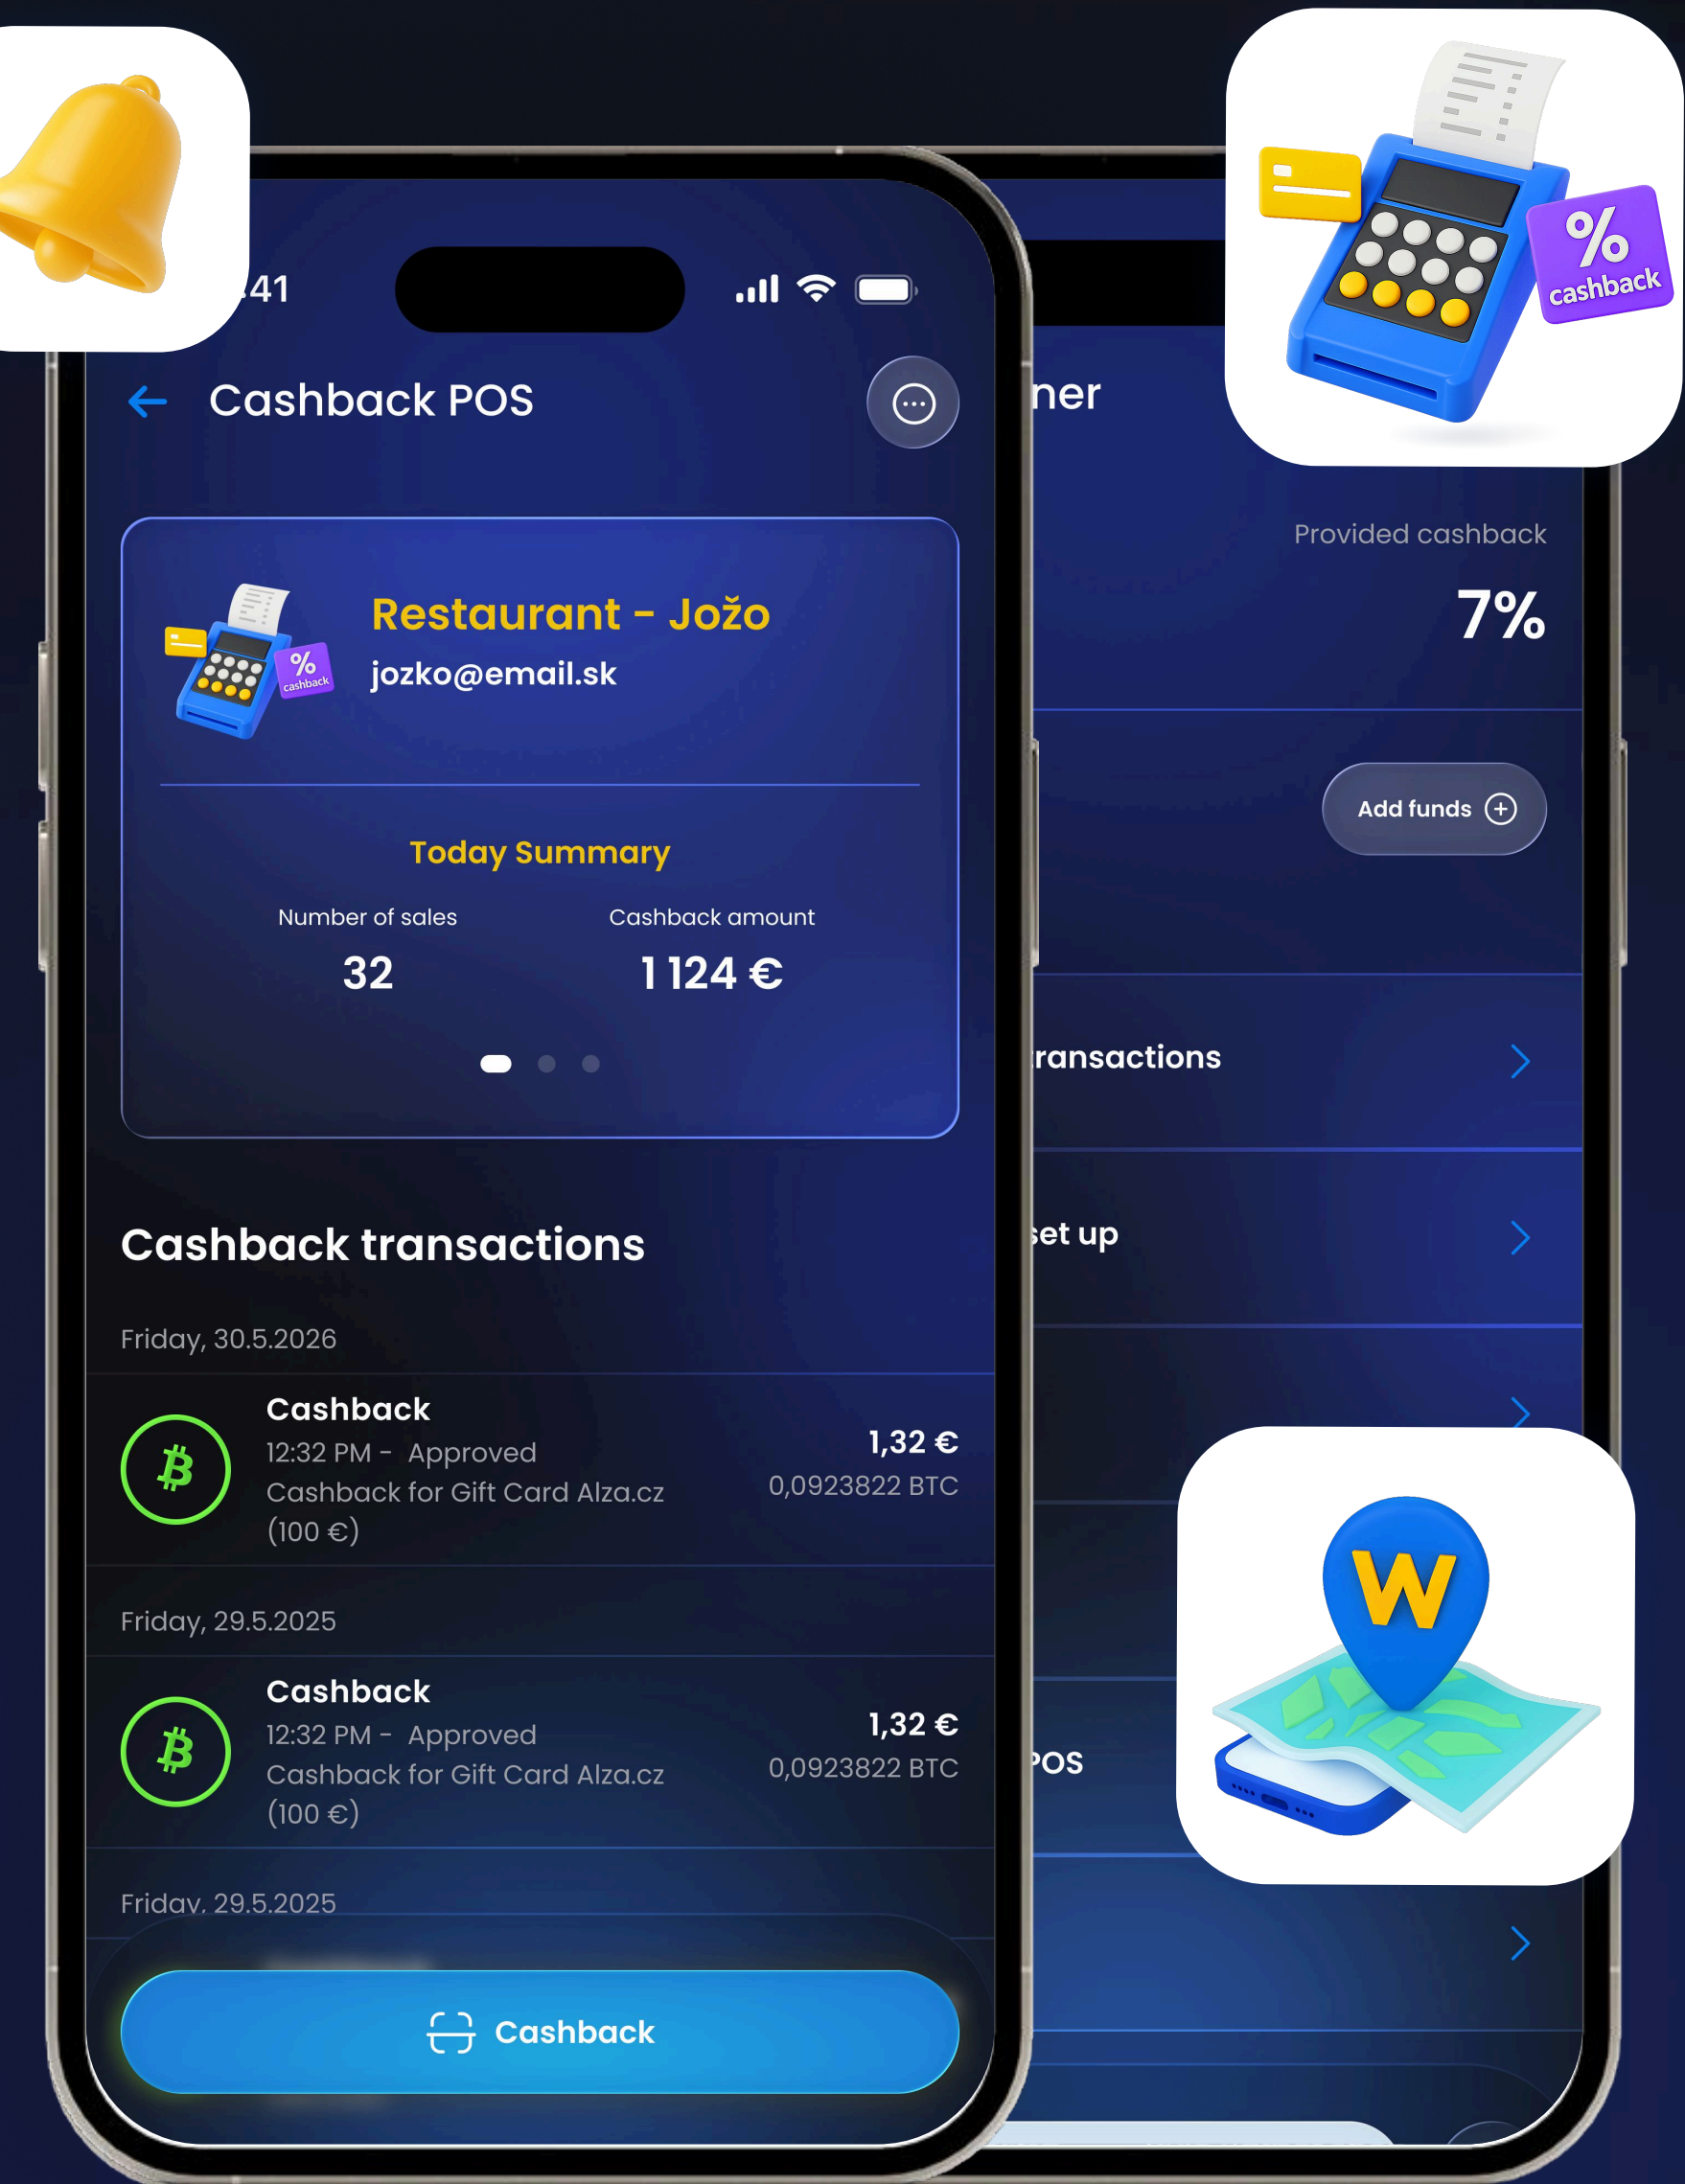 :41
Cashback POS
Restaurant - Jožo
jozko@email.sk
Today Summary
Number of sales
Cashback amount
32
1 124 €
Cashback transactions
Friday, 30.5.2026
Cashback
12:32 PM - Approved
1,32 €
Cashback for Gift Card Alza.cz
0,0923822 BTC
(100 €)
Friday, 29.5.2025
Cashback
12:32 PM - Approved
1,32 €
Cashback for Gift Card Alza.cz
0,0923822 BTC
(100 €)
Friday, 29.5.2025
Cashback
%
cashback
%
cashback
Provided cashback
7%
Add funds
set up
POS
W